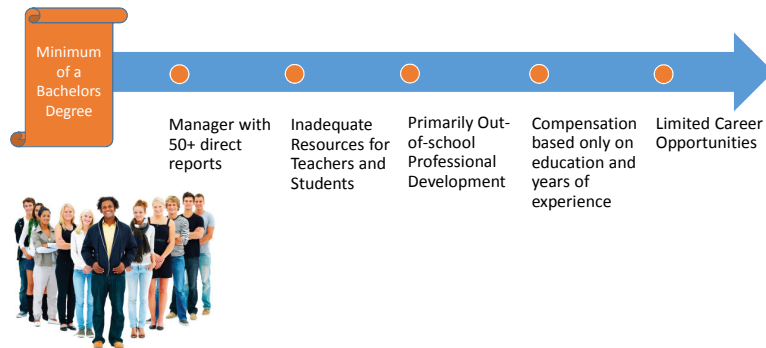 Minimum
of a
Bachelors
Degree
Manager with
50+ direct
reports
Inadequate
Resources for
Teachers and
Students
Primarily Out-
of-school
Professional
Development
Compensation
based only on
education and
years of
experience
Limited Career
Opportunities